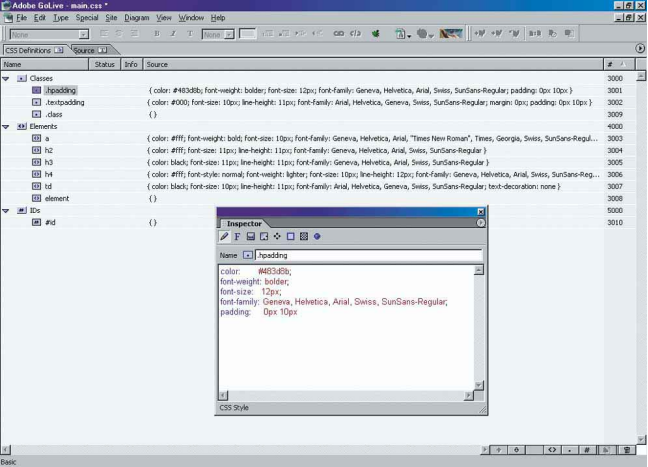 Adobe GoLive - main.css *
File Edit Type Special Site Diagram View Window Help
None B I T None
CSS Definitions Source
Name Status Info Source #
Classes 3000
.hpadding { color: #483d8b; font-weight: bolder; font-size: 12px; font-family: Geneva, Helvetica, Arial, Swiss, SunSans-Regular; padding: 0px 10px } 3001
.textpadding { color: #000; font-size: 10px; line-height: 11px; font-family: Arial, Helvetica, Geneva, Swiss, SunSans-Regular; margin: 0px; padding: 0px 10px } 3002
.class { } 3009
Elements 4000
a { color: #fff; font-weight: bold; font-size: 10px; font-family: Geneva, Helvetica, Arial, "Times New Roman", Times, Georgia, Swiss, SunSans-Regul... 3003
h2 { color: #fff; font-size: 11px; line-height: 11px; font-family: Geneva, Helvetica, Arial, Swiss, SunSans-Regular } 3004
h3 { color: black; font-size: 11px; line-height: 11px; font-family: Geneva, Helvetica, Arial, Swiss, SunSans-Regular } 3005
h4 { color: #fff; font-style: normal; font-weight: lighter; font-size: 10px; line-height: 12px; font-family: Geneva, Helvetica, Arial, Swiss, SunSans-Reg... 3006
td { color: black; font-size: 10px; line-height: 11px; font-family: Arial, Helvetica, Geneva, Swiss, SunSans-Regular; text-decoration: none } 3007
element { } 3008
IDs 5000
#id { } 3010
Inspector
Name .hpadding
color: #483d8b;
font-weight: bolder;
font-size: 12px;
font-family: Geneva, Helvetica, Arial, Swiss, SunSans-Regular;
padding: 0px 10px
CSS Style
Basic